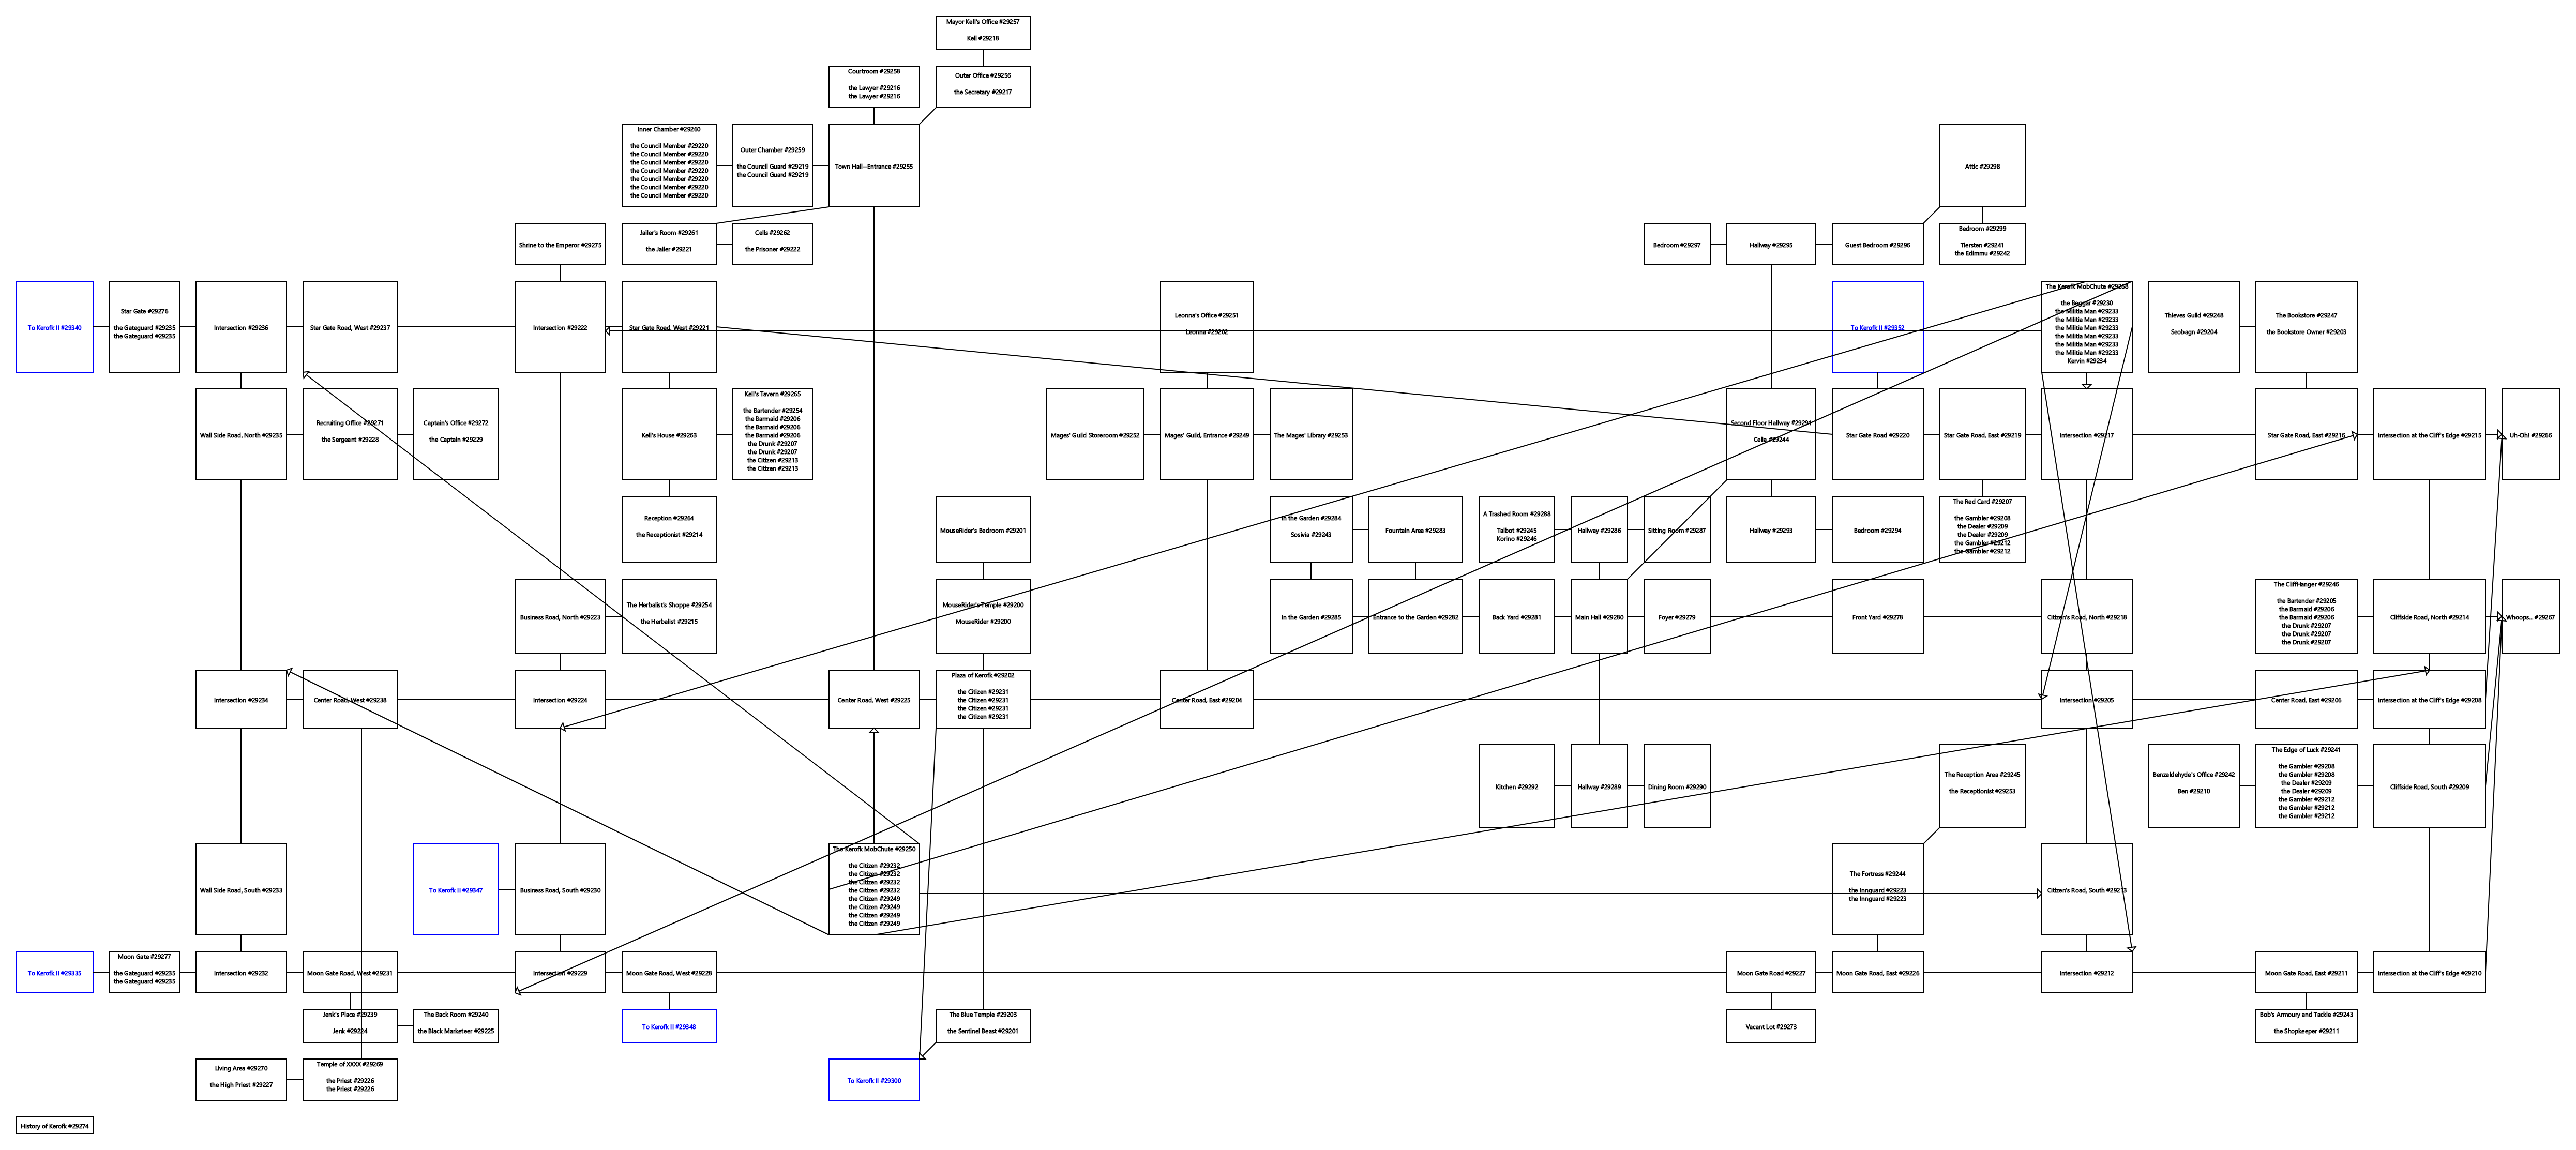 Mayor Kell's Office #29257
Kell #29218
Courtroom #29258
the Lawyer #29216
the Lawyer #29216
Outer Office #29256
the Secretary #29217
Inner Chamber #29260
the Council Member #29220
the Council Member #29220
the Council Member #29220
the Council Member #29220
the Council Member #29220
the Council Member #29220
the Council Member #29220
Outer Chamber #29259
the Council Guard #29219
the Council Guard #29219
Town Hall--Entrance #29255
Attic #29298
Shrine to the Emperor #29275
Jailer's Room #29261
the Jailer #29221
Cells #29262
the Prisoner #29222
Bedroom #29297
Hallway #29295
Guest Bedroom #29296
Bedroom #29299
Tiersten #29241
the Edimmu #29242
To Kerofk II #29340
Star Gate #29276
the Gateguard #29235
the Gateguard #29235
Intersection #29236
Star Gate Road, West #29237
Intersection #29222
Star Gate Road, West #29221
Leonna's Office #29251
Leonna #29202
To Kerofk II #29352
The Kerofk MobChute #29268
the Beggar #29230
the Militia Man #29233
the Militia Man #29233
the Militia Man #29233
the Militia Man #29233
the Militia Man #29233
the Militia Man #29233
Kervin #29234
Thieves Guild #29248
Seobagn #29204
The Bookstore #29247
the Bookstore Owner #29203
Wall Side Road, North #29235
Recruiting Office #29271
the Sergeant #29228
Captain's Office #29272
the Captain #29229
Kell's House #29263
Kell's Tavern #29265
the Bartender #29254
the Barmaid #29206
the Barmaid #29206
the Barmaid #29206
the Drunk #29207
the Drunk #29207
the Citizen #29213
the Citizen #29213
Mages' Guild Storeroom #29252
Mages' Guild, Entrance #29249
The Mages' Library #29253
Second Floor Hallway #29291
Celia #29244
Star Gate Road #29220
Star Gate Road, East #29219
Intersection #29217
Star Gate Road, East #29216
Intersection at the Cliff's Edge #29215
Uh-Oh! #29266
Reception #29264
the Receptionist #29214
MouseRider's Bedroom #29201
In the Garden #29284
Sosivia #29243
Fountain Area #29283
A Trashed Room #29288
Talbot #29245
Korino #29246
Hallway #29286
Sitting Room #29287
Hallway #29293
Bedroom #29294
The Red Card #29207
the Gambler #29208
the Dealer #29209
the Dealer #29209
the Gambler #29212
the Gambler #29212
Business Road, North #29223
The Herbalist's Shoppe #29254
the Herbalist #29215
MouseRider's Temple #29200
MouseRider #29200
In the Garden #29285
Entrance to the Garden #29282
Back Yard #29281
Main Hall #29280
Foyer #29279
Front Yard #29278
Citizen's Road, North #29218
The CliffHanger #29246
the Bartender #29205
the Barmaid #29206
the Barmaid #29206
the Drunk #29207
the Drunk #29207
the Drunk #29207
Cliffside Road, North #29214
Whoops... #29267
Intersection #29234
Center Road, West #29238
Intersection #29224
Center Road, West #29225
Plaza of Kerofk #29202
the Citizen #29231
the Citizen #29231
the Citizen #29231
the Citizen #29231
Center Road, East #29204
Intersection #29205
Center Road, East #29206
Intersection at the Cliff's Edge #29208
Kitchen #29292
Hallway #29289
Dining Room #29290
The Reception Area #29245
the Receptionist #29253
Benzaldehyde's Office #29242
Ben #29210
The Edge of Luck #29241
the Gambler #29208
the Gambler #29208
the Dealer #29209
the Dealer #29209
the Gambler #29212
the Gambler #29212
the Gambler #29212
Cliffside Road, South #29209
Wall Side Road, South #29233
To Kerofk II #29347
Business Road, South #29230
The Kerofk MobChute #29250
the Citizen #29232
the Citizen #29232
the Citizen #29232
the Citizen #29232
the Citizen #29249
the Citizen #29249
the Citizen #29249
the Citizen #29249
The Fortress #29244
the Innguard #29223
the Innguard #29223
Citizen's Road, South #29213
To Kerofk II #29335
Moon Gate #29277
the Gateguard #29235
the Gateguard #29235
Intersection #29232
Moon Gate Road, West #29231
Intersection #29229
Moon Gate Road, West #29228
Moon Gate Road #29227
Moon Gate Road, East #29226
Intersection #29212
Moon Gate Road, East #29211
Intersection at the Cliff's Edge #29210
Jenk's Place #29239
Jenk #29224
The Back Room #29240
the Black Marketeer #29225
To Kerofk II #29348
The Blue Temple #29203
the Sentinel Beast #29201
Vacant Lot #29273
Bob's Armoury and Tackle #29243
the Shopkeeper #29211
Living Area #29270
the High Priest #29227
Temple of XXXX #29269
the Priest #29226
the Priest #29226
To Kerofk II #29300
History of Kerofk #29274